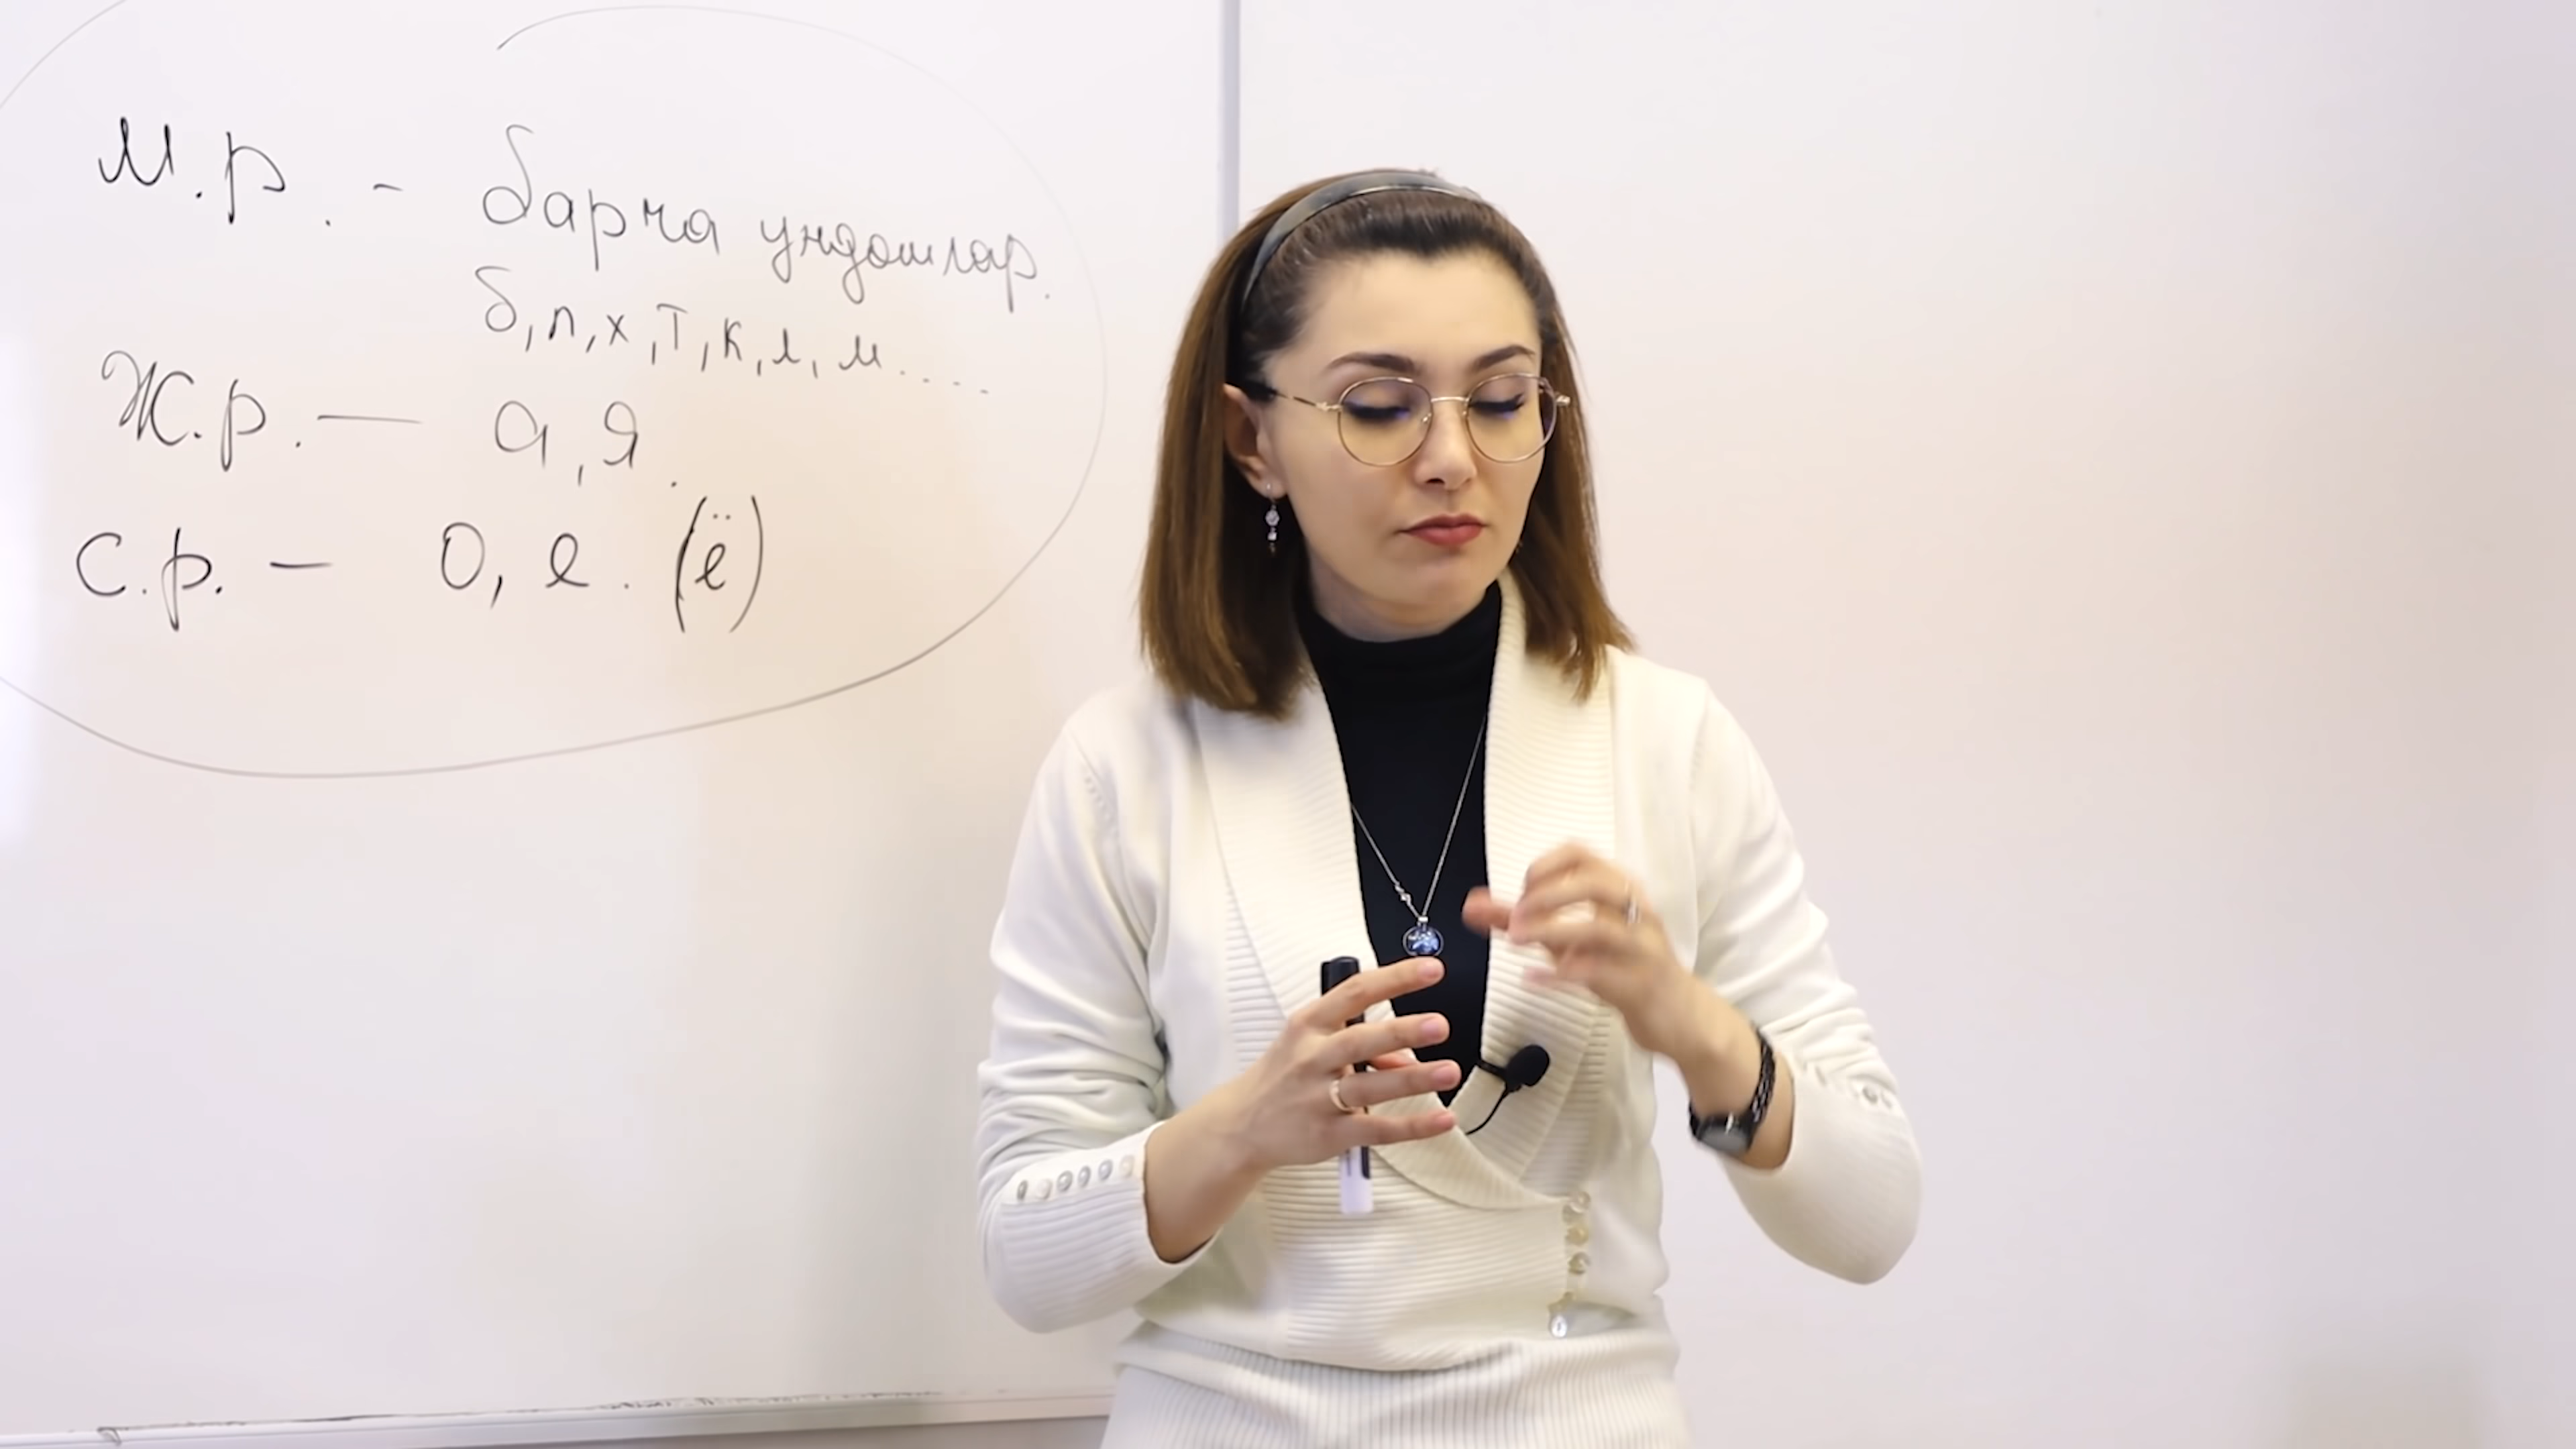 М.р. - барча ундошлар.
б, п, х, т, к, л, м....
Ж.р. — а, я.
С.р. — о, е. (ё)